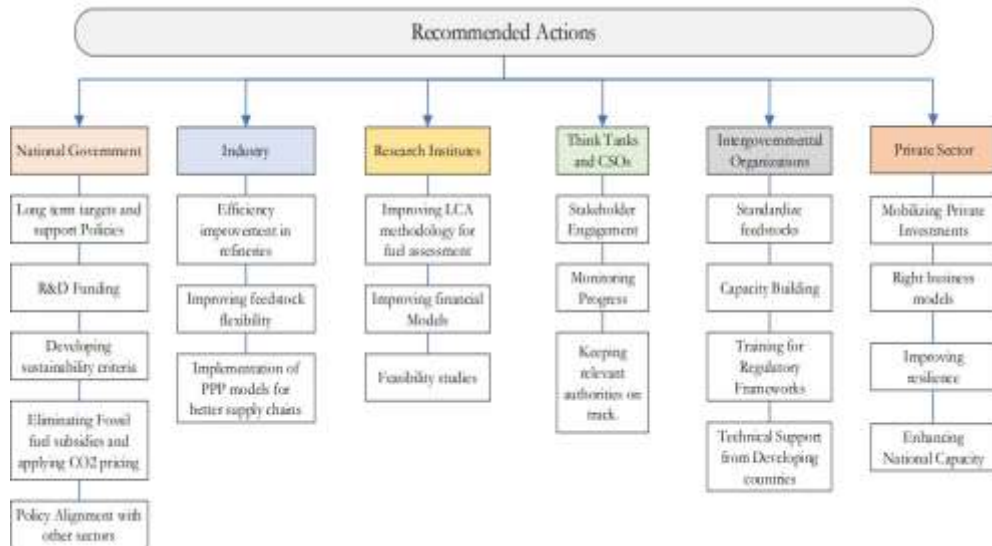 Recommended Actions
National Government
Long term targets and
support Policies
R&D Funding
Developing
sustainability criteria
Eliminating Fossil
fuel subsidies and
applying CO2 pricing
Policy Alignment with
other sectors
Industry
Efficiency
improvement in
refineries
Improving feedstock
flexibility
Implementation of
PPP models for
better supply chains
Research Institutes
Improving LCA
methodology for
fuel assessment
Improving financial
Models
Feasibility studies
Think Tanks
and CSOs
Stakeholder
Engagement
Monitoring
Progress
Keeping
relevant
authorities on
track.
Intergovernmental
Organizations
Standardize
feedstocks
Capacity Building
Training for
Regulatory
Frameworks
Technical Support
from Developing
countries
Private Sector
Mobilizing Private
Investments
Right business
models
Improving
resilience
Enhancing
National Capacity